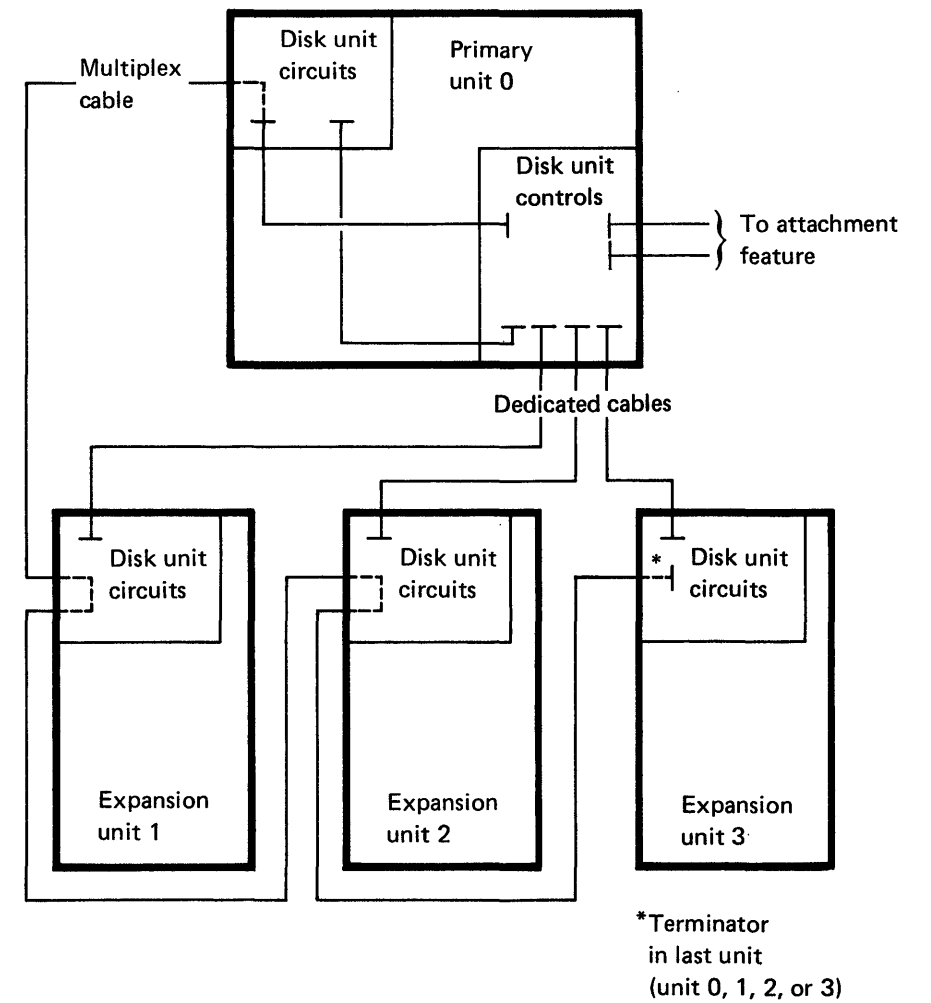 Disk unit
circuits
Primary
unit 0
Multiplex
cable
Disk unit
controls
To attachment
feature
Dedicated cables
Disk unit
circuits
Disk unit
circuits
*
Disk unit
circuits
Expansion
unit 1
Expansion
unit 2
Expansion
unit 3
*Terminator
in last unit
(unit 0, 1, 2, or 3)